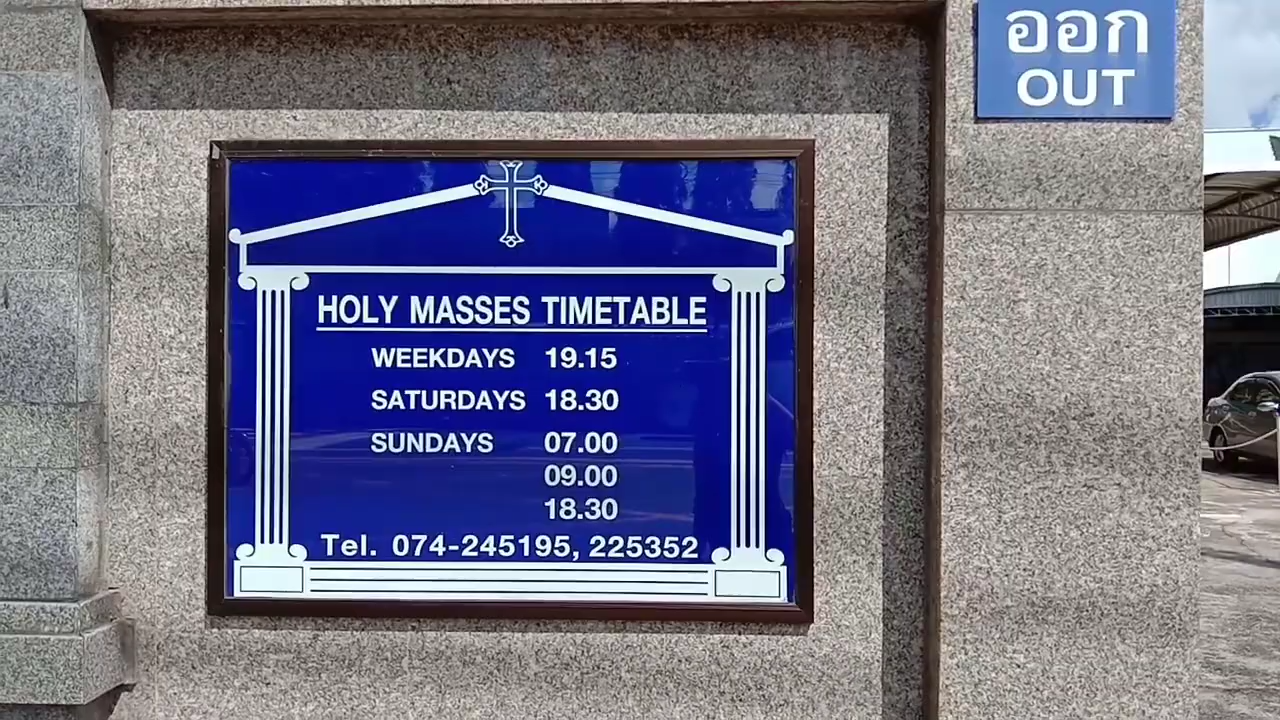 ออก
OUT
HOLY MASSES TIMETABLE
WEEKDAYS 19.15
SATURDAYS 18.30
SUNDAYS 07.00
09.00
18.30
Tel. 074-245195, 225352